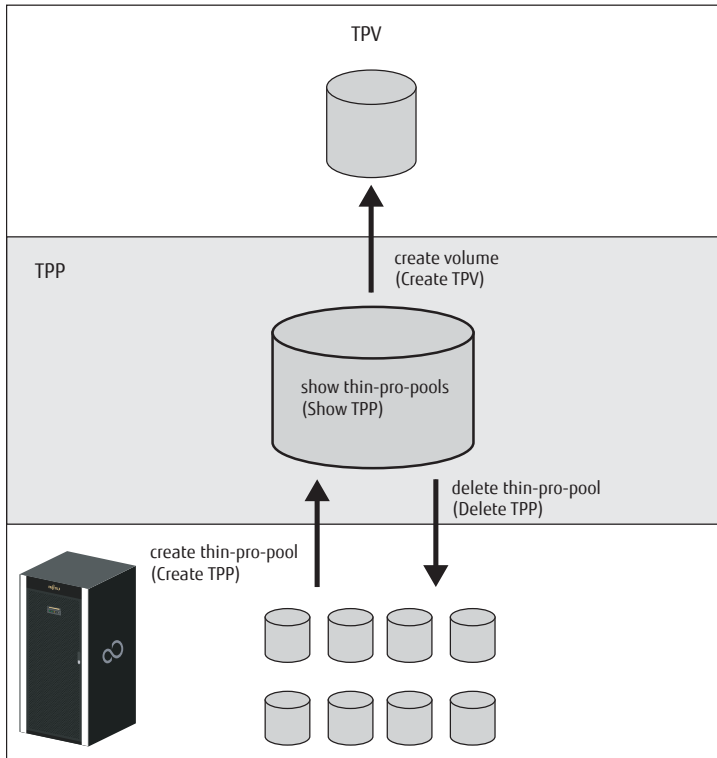 TPV
create volume
(Create TPV)
TPP
show thin-pro-pools
(Show TPP)
delete thin-pro-pool
(Delete TPP)
create thin-pro-pool
(Create TPP)